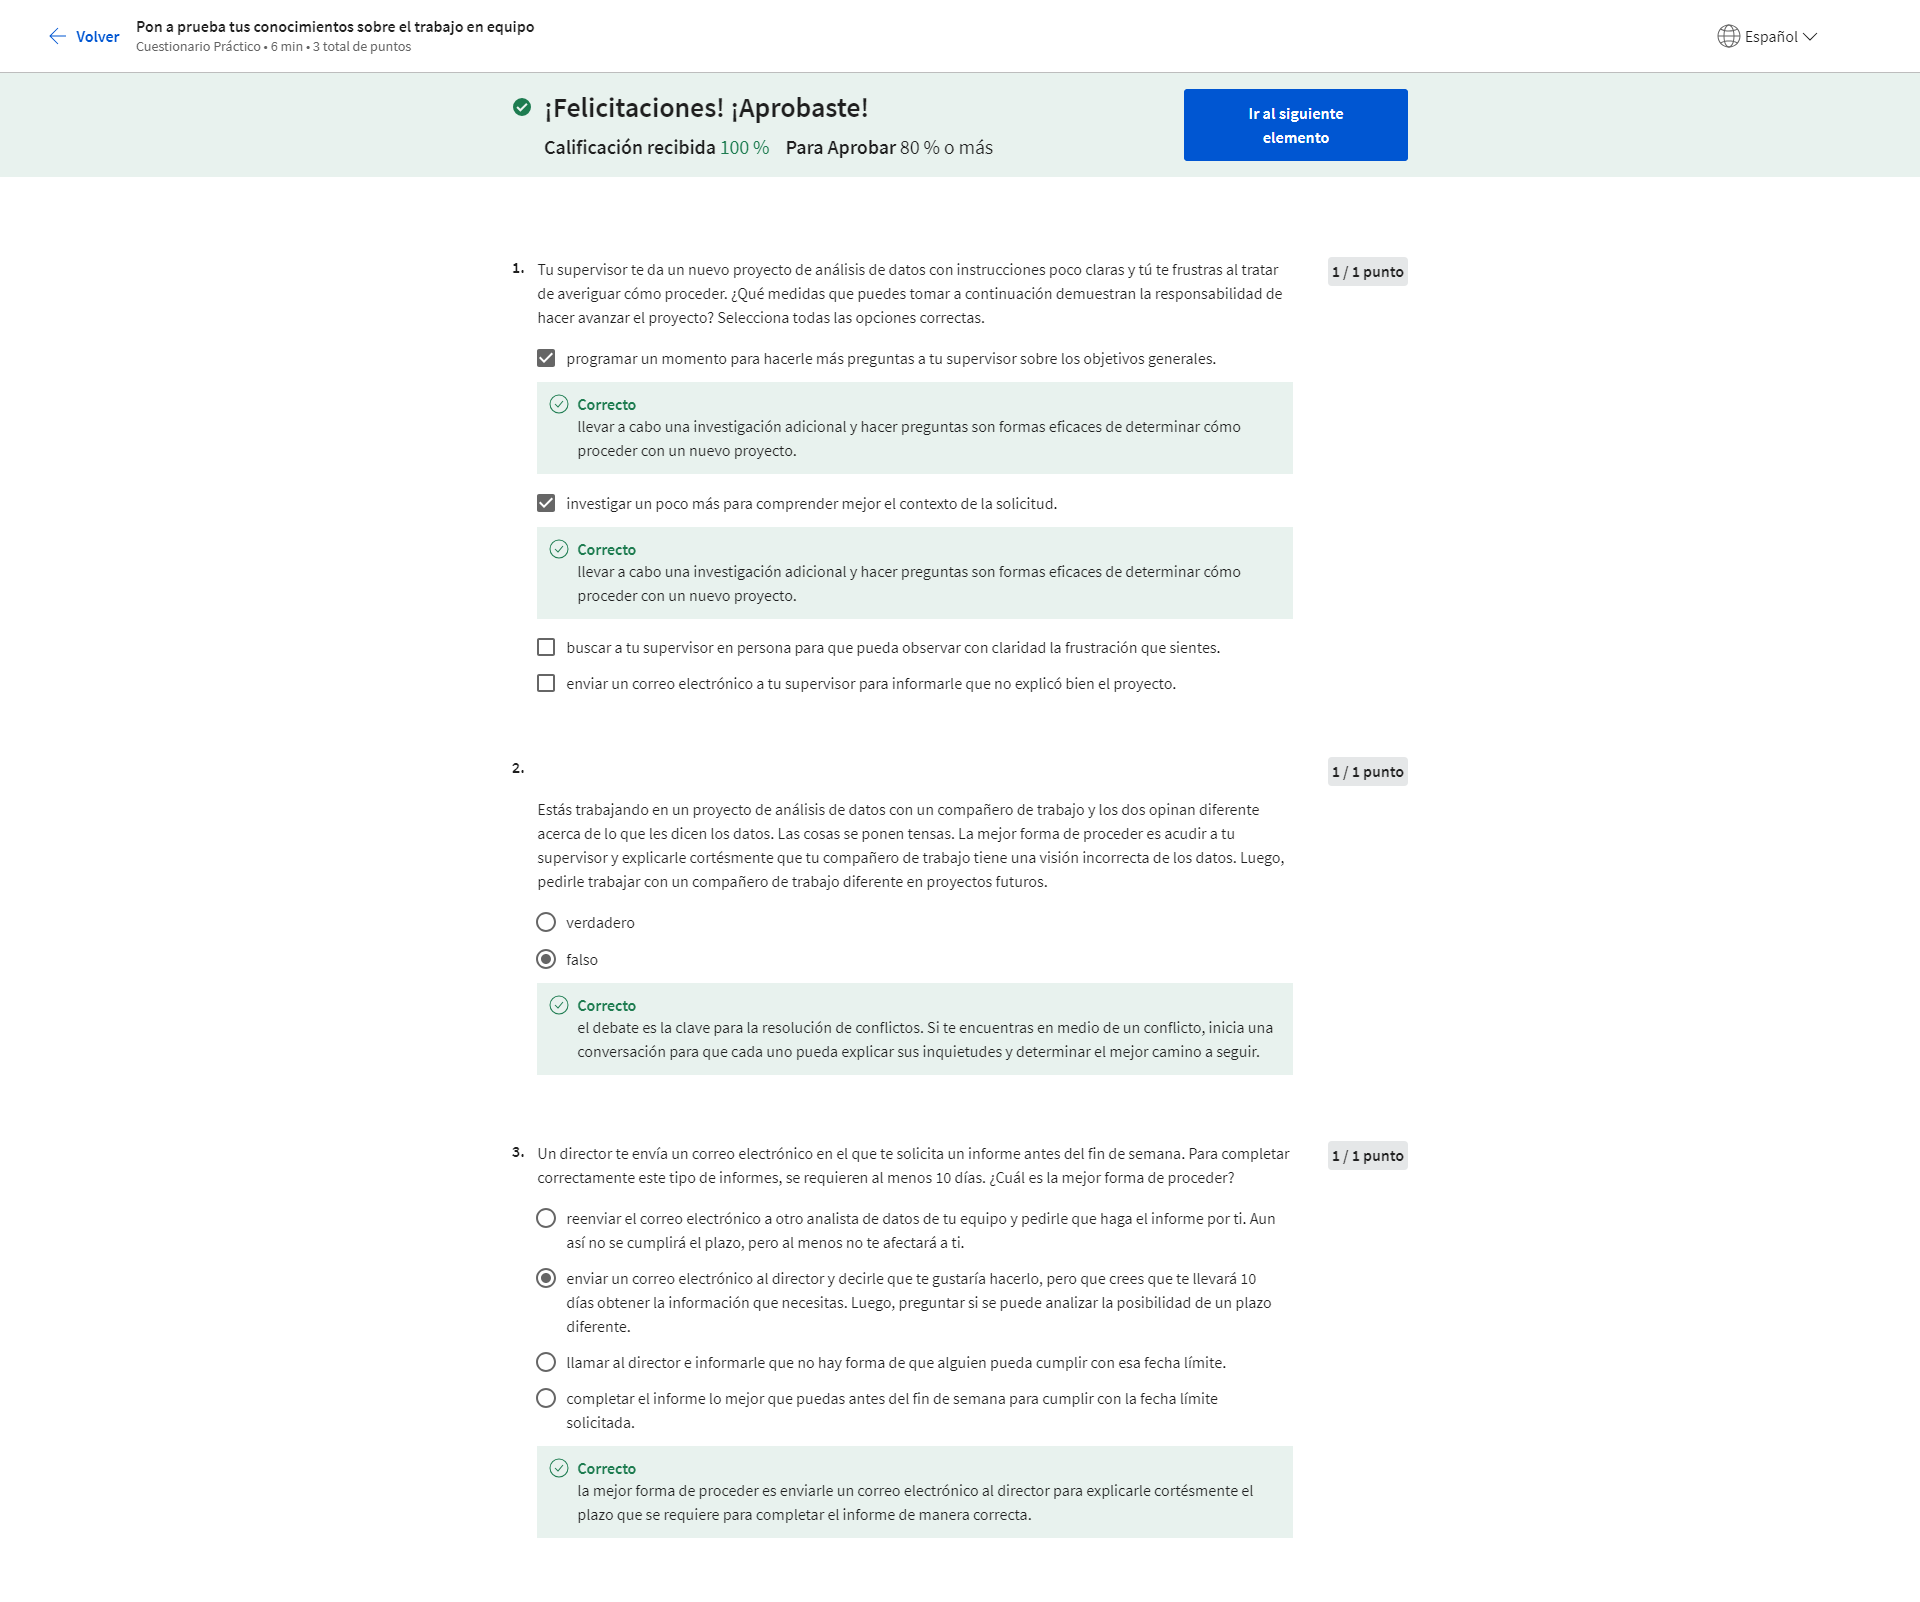 Volver
Pon a prueba tus conocimientos sobre el trabajo en equipo
Cuestionario Práctico • 6 min • 3 total de puntos
Español
¡Felicitaciones! ¡Aprobaste!
Calificación recibida 100 % Para Aprobar 80 % o más
Ir al siguiente
elemento
1. Tu supervisor te da un nuevo proyecto de análisis de datos con instrucciones poco claras y tú te frustras al tratar
de averiguar cómo proceder. ¿Qué medidas que puedes tomar a continuación demuestran la responsabilidad de
hacer avanzar el proyecto? Selecciona todas las opciones correctas.
1 / 1 punto
programar un momento para hacerle más preguntas a tu supervisor sobre los objetivos generales.
Correcto
llevar a cabo una investigación adicional y hacer preguntas son formas eficaces de determinar cómo
proceder con un nuevo proyecto.
investigar un poco más para comprender mejor el contexto de la solicitud.
Correcto
llevar a cabo una investigación adicional y hacer preguntas son formas eficaces de determinar cómo
proceder con un nuevo proyecto.
buscar a tu supervisor en persona para que pueda observar con claridad la frustración que sientes.
enviar un correo electrónico a tu supervisor para informarle que no explicó bien el proyecto.
2.
1 / 1 punto
Estás trabajando en un proyecto de análisis de datos con un compañero de trabajo y los dos opinan diferente
acerca de lo que les dicen los datos. Las cosas se ponen tensas. La mejor forma de proceder es acudir a tu
supervisor y explicarle cortésmente que tu compañero de trabajo tiene una visión incorrecta de los datos. Luego,
pedirle trabajar con un compañero de trabajo diferente en proyectos futuros.
verdadero
falso
Correcto
el debate es la clave para la resolución de conflictos. Si te encuentras en medio de un conflicto, inicia una
conversación para que cada uno pueda explicar sus inquietudes y determinar el mejor camino a seguir.
3. Un director te envía un correo electrónico en el que te solicita un informe antes del fin de semana. Para completar
correctamente este tipo de informes, se requieren al menos 10 días. ¿Cuál es la mejor forma de proceder?
1 / 1 punto
reenviar el correo electrónico a otro analista de datos de tu equipo y pedirle que haga el informe por ti. Aun
así no se cumplirá el plazo, pero al menos no te afectará a ti.
enviar un correo electrónico al director y decirle que te gustaría hacerlo, pero que crees que te llevará 10
días obtener la información que necesitas. Luego, preguntar si se puede analizar la posibilidad de un plazo
diferente.
llamar al director e informarle que no hay forma de que alguien pueda cumplir con esa fecha límite.
completar el informe lo mejor que puedas antes del fin de semana para cumplir con la fecha límite
solicitada.
Correcto
la mejor forma de proceder es enviarle un correo electrónico al director para explicarle cortésmente el
plazo que se requiere para completar el informe de manera correcta.